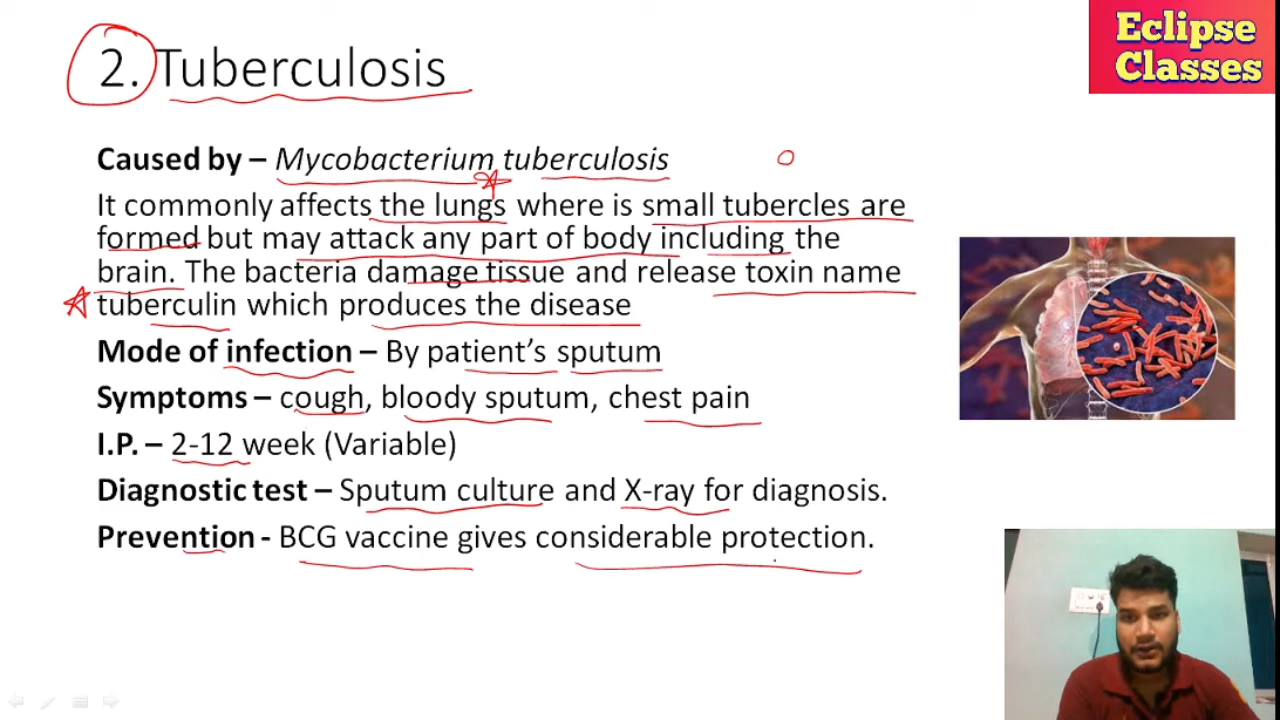 Eclipse
Classes
2. Tuberculosis
Caused by – Mycobacterium tuberculosis
It commonly affects the lungs where is small tubercles are
formed but may attack any part of body including the
brain. The bacteria damage tissue and release toxin name
tuberculin which produces the disease
Mode of infection – By patient's sputum
Symptoms – cough, bloody sputum, chest pain
I.P. – 2-12 week (Variable)
Diagnostic test – Sputum culture and X-ray for diagnosis.
Prevention - BCG vaccine gives considerable protection.